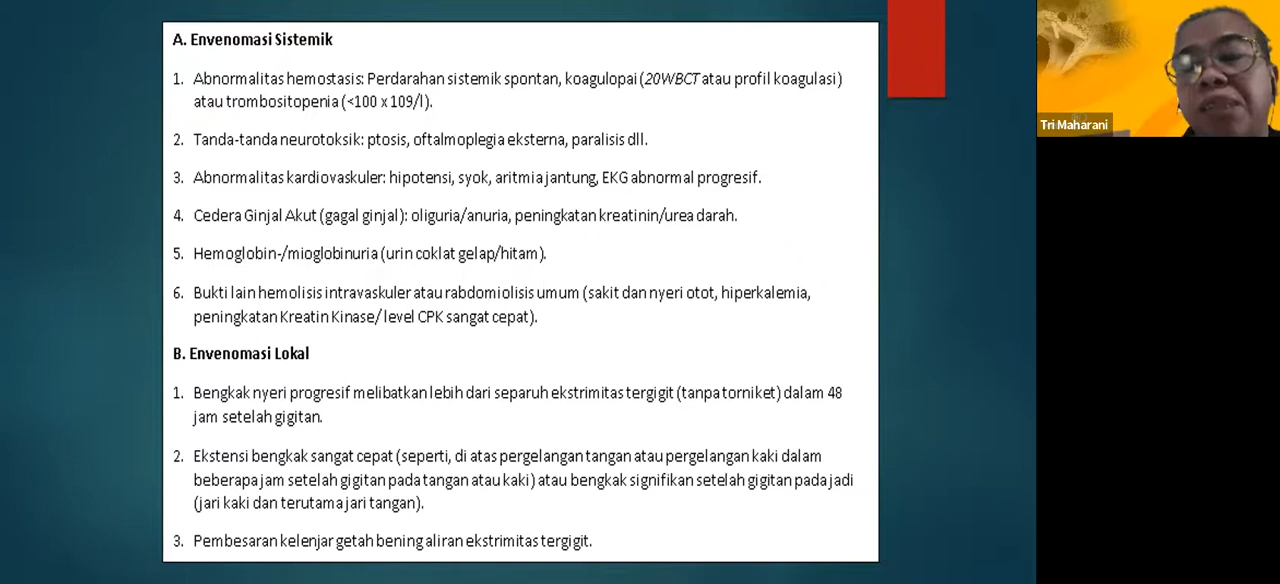 A. Envenomasi Sistemik
1. Abnormalitas hemostasis: Perdarahan sistemik spontan, koagulopai (20WBCT atau profil koagulasi)
atau trombositopenia (<100 x 109/l).
2. Tanda-tanda neurotoksik: ptosis, oftalmoplegia eksterna, paralisis dll.
3. Abnormalitas kardiovaskuler: hipotensi, syok, aritmia jantung, EKG abnormal progresif.
4. Cedera Ginjal Akut (gagal ginjal): oliguria/anuria, peningkatan kreatinin/urea darah.
5. Hemoglobin-/mioglobinuria (urin coklat gelap/hitam).
6. Bukti lain hemolisis intravaskuler atau rabdomiolisis umum (sakit dan nyeri otot, hiperkalemia,
peningkatan Kreatin Kinase/ level CPK sangat cepat).
B. Envenomasi Lokal
1. Bengkak nyeri progresif melibatkan lebih dari separuh ekstrimitas tergigit (tanpa torniket) dalam 48
jam setelah gigitan.
2. Ekstensi bengkak sangat cepat (seperti, di atas pergelangan tangan atau pergelangan kaki dalam
beberapa jam setelah gigitan pada tangan atau kaki) atau bengkak signifikan setelah gigitan pada jadi
(jari kaki dan terutama jari tangan).
3. Pembesaran kelenjar getah bening aliran ekstrimitas tergigit.
Tri Maharani